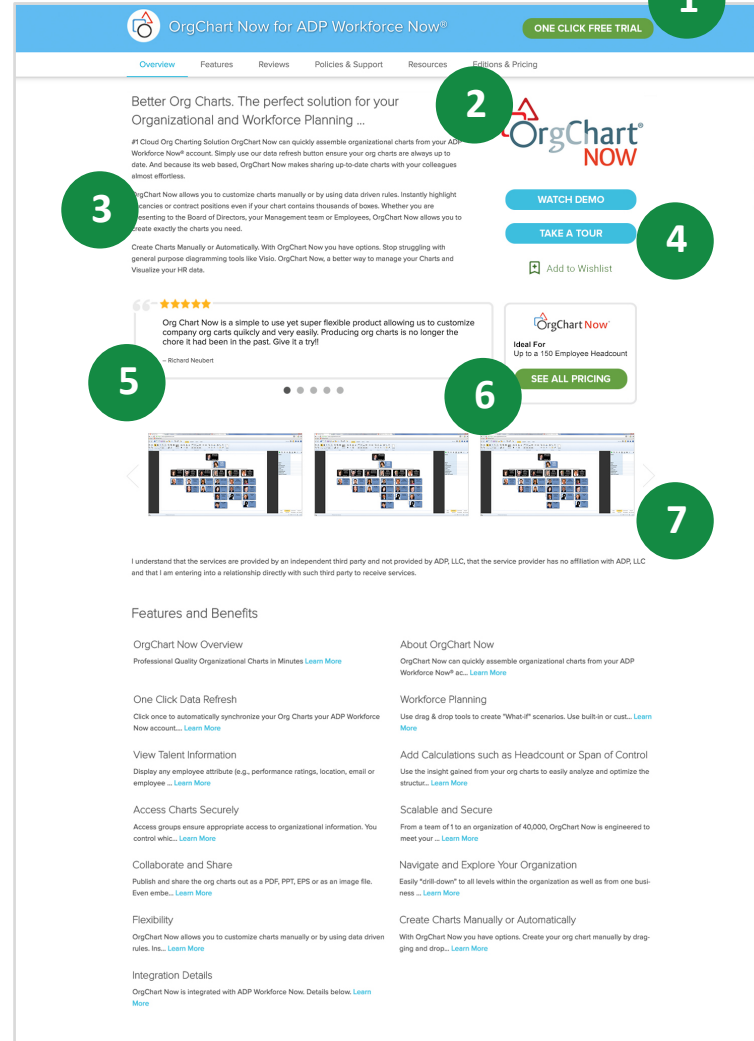 1
OrgChart Now for ADP Workforce Now®
ONE CLICK FREE TRIAL
Overview Features Reviews Policies & Support Resources Editions & Pricing
Better Org Charts. The perfect solution for your
Organizational and Workforce Planning ...
#1 Cloud Org Charting Solution OrgChart Now can quickly assemble organizational charts from your ADP
Workforce Now® account. Simply use our data refresh button ensure your org charts are always up to
date. And because its web based, OrgChart Now makes sharing up-to-date charts with your colleagues
almost effortless.
OrgChart Now allows you to customize charts manually or by using data driven rules. Instantly highlight
vacancies or contract positions even if your chart contains thousands of boxes. Whether you are
presenting to the Board of Directors, your Management team or Employees, OrgChart Now allows you to
create exactly the charts you need.
Create Charts Manually or Automatically. With OrgChart Now you have options. Stop struggling with
general purpose diagramming tools like Visio. OrgChart Now, a better way to manage your Charts and
Visualize your HR data.
2
OrgChart®
NOW
3
WATCH DEMO
TAKE A TOUR
4
Add to Wishlist
Org Chart Now is a simple to use yet super flexible product allowing us to customize
company org carts quikcly and very easily. Producing org charts is no longer the
chore it had been in the past. Give it a try!!
– Richard Neubert
5
OrgChart Now
Ideal For
Up to a 150 Employee Headcount
SEE ALL PRICING
6
7
I understand that the services are provided by an independent third party and not provided by ADP, LLC, that the service provider has no affiliation with ADP, LLC
and that I am entering into a relationship directly with such third party to receive services.
Features and Benefits
OrgChart Now Overview
Professional Quality Organizational Charts in Minutes Learn More
About OrgChart Now
OrgChart Now can quickly assemble organizational charts from your ADP
Workforce Now® ac... Learn More
One Click Data Refresh
Click once to automatically synchronize your Org Charts your ADP Workforce
Now account.... Learn More
Workforce Planning
Use drag & drop tools to create "What-if" scenarios. Use built-in or cust... Learn
More
View Talent Information
Display any employee attribute (e.g., performance ratings, location, email or
employee ... Learn More
Add Calculations such as Headcount or Span of Control
Use the insight gained from your org charts to easily analyze and optimize the
structur... Learn More
Access Charts Securely
Access groups ensure appropriate access to organizational information. You
control whic... Learn More
Scalable and Secure
From a team of 1 to an organization of 40,000, OrgChart Now is engineered to
meet your ... Learn More
Collaborate and Share
Publish and share the org charts out as a PDF, PPT, EPS or as an image file.
Even embe... Learn More
Navigate and Explore Your Organization
Easily "drill-down" to all levels within the organization as well as from one busi-
ness ... Learn More
Flexibility
OrgChart Now allows you to customize charts manually or by using data driven
rules. Ins... Learn More
Create Charts Manually or Automatically
With OrgChart Now you have options. Create your org chart manually by drag-
ging and drop... Learn More
Integration Details
OrgChart Now is integrated with ADP Workforce Now. Details below. Learn
More